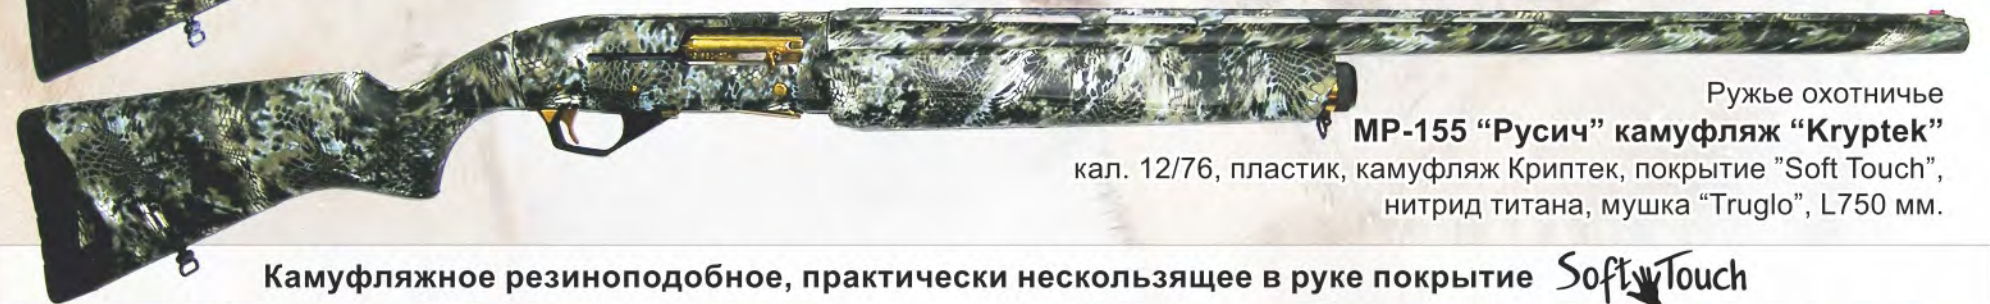 Ружье охотничье
МР-155 “Русич” камуфляж “Kryptek”
кал. 12/76, пластик, камуфляж Криптек, покрытие ”Soft Touch”,
нитрид титана, мушка “Truglo”, L750 мм.
Камуфляжное резиноподобное, практически нескользящее в руке покрытие Soft Touch